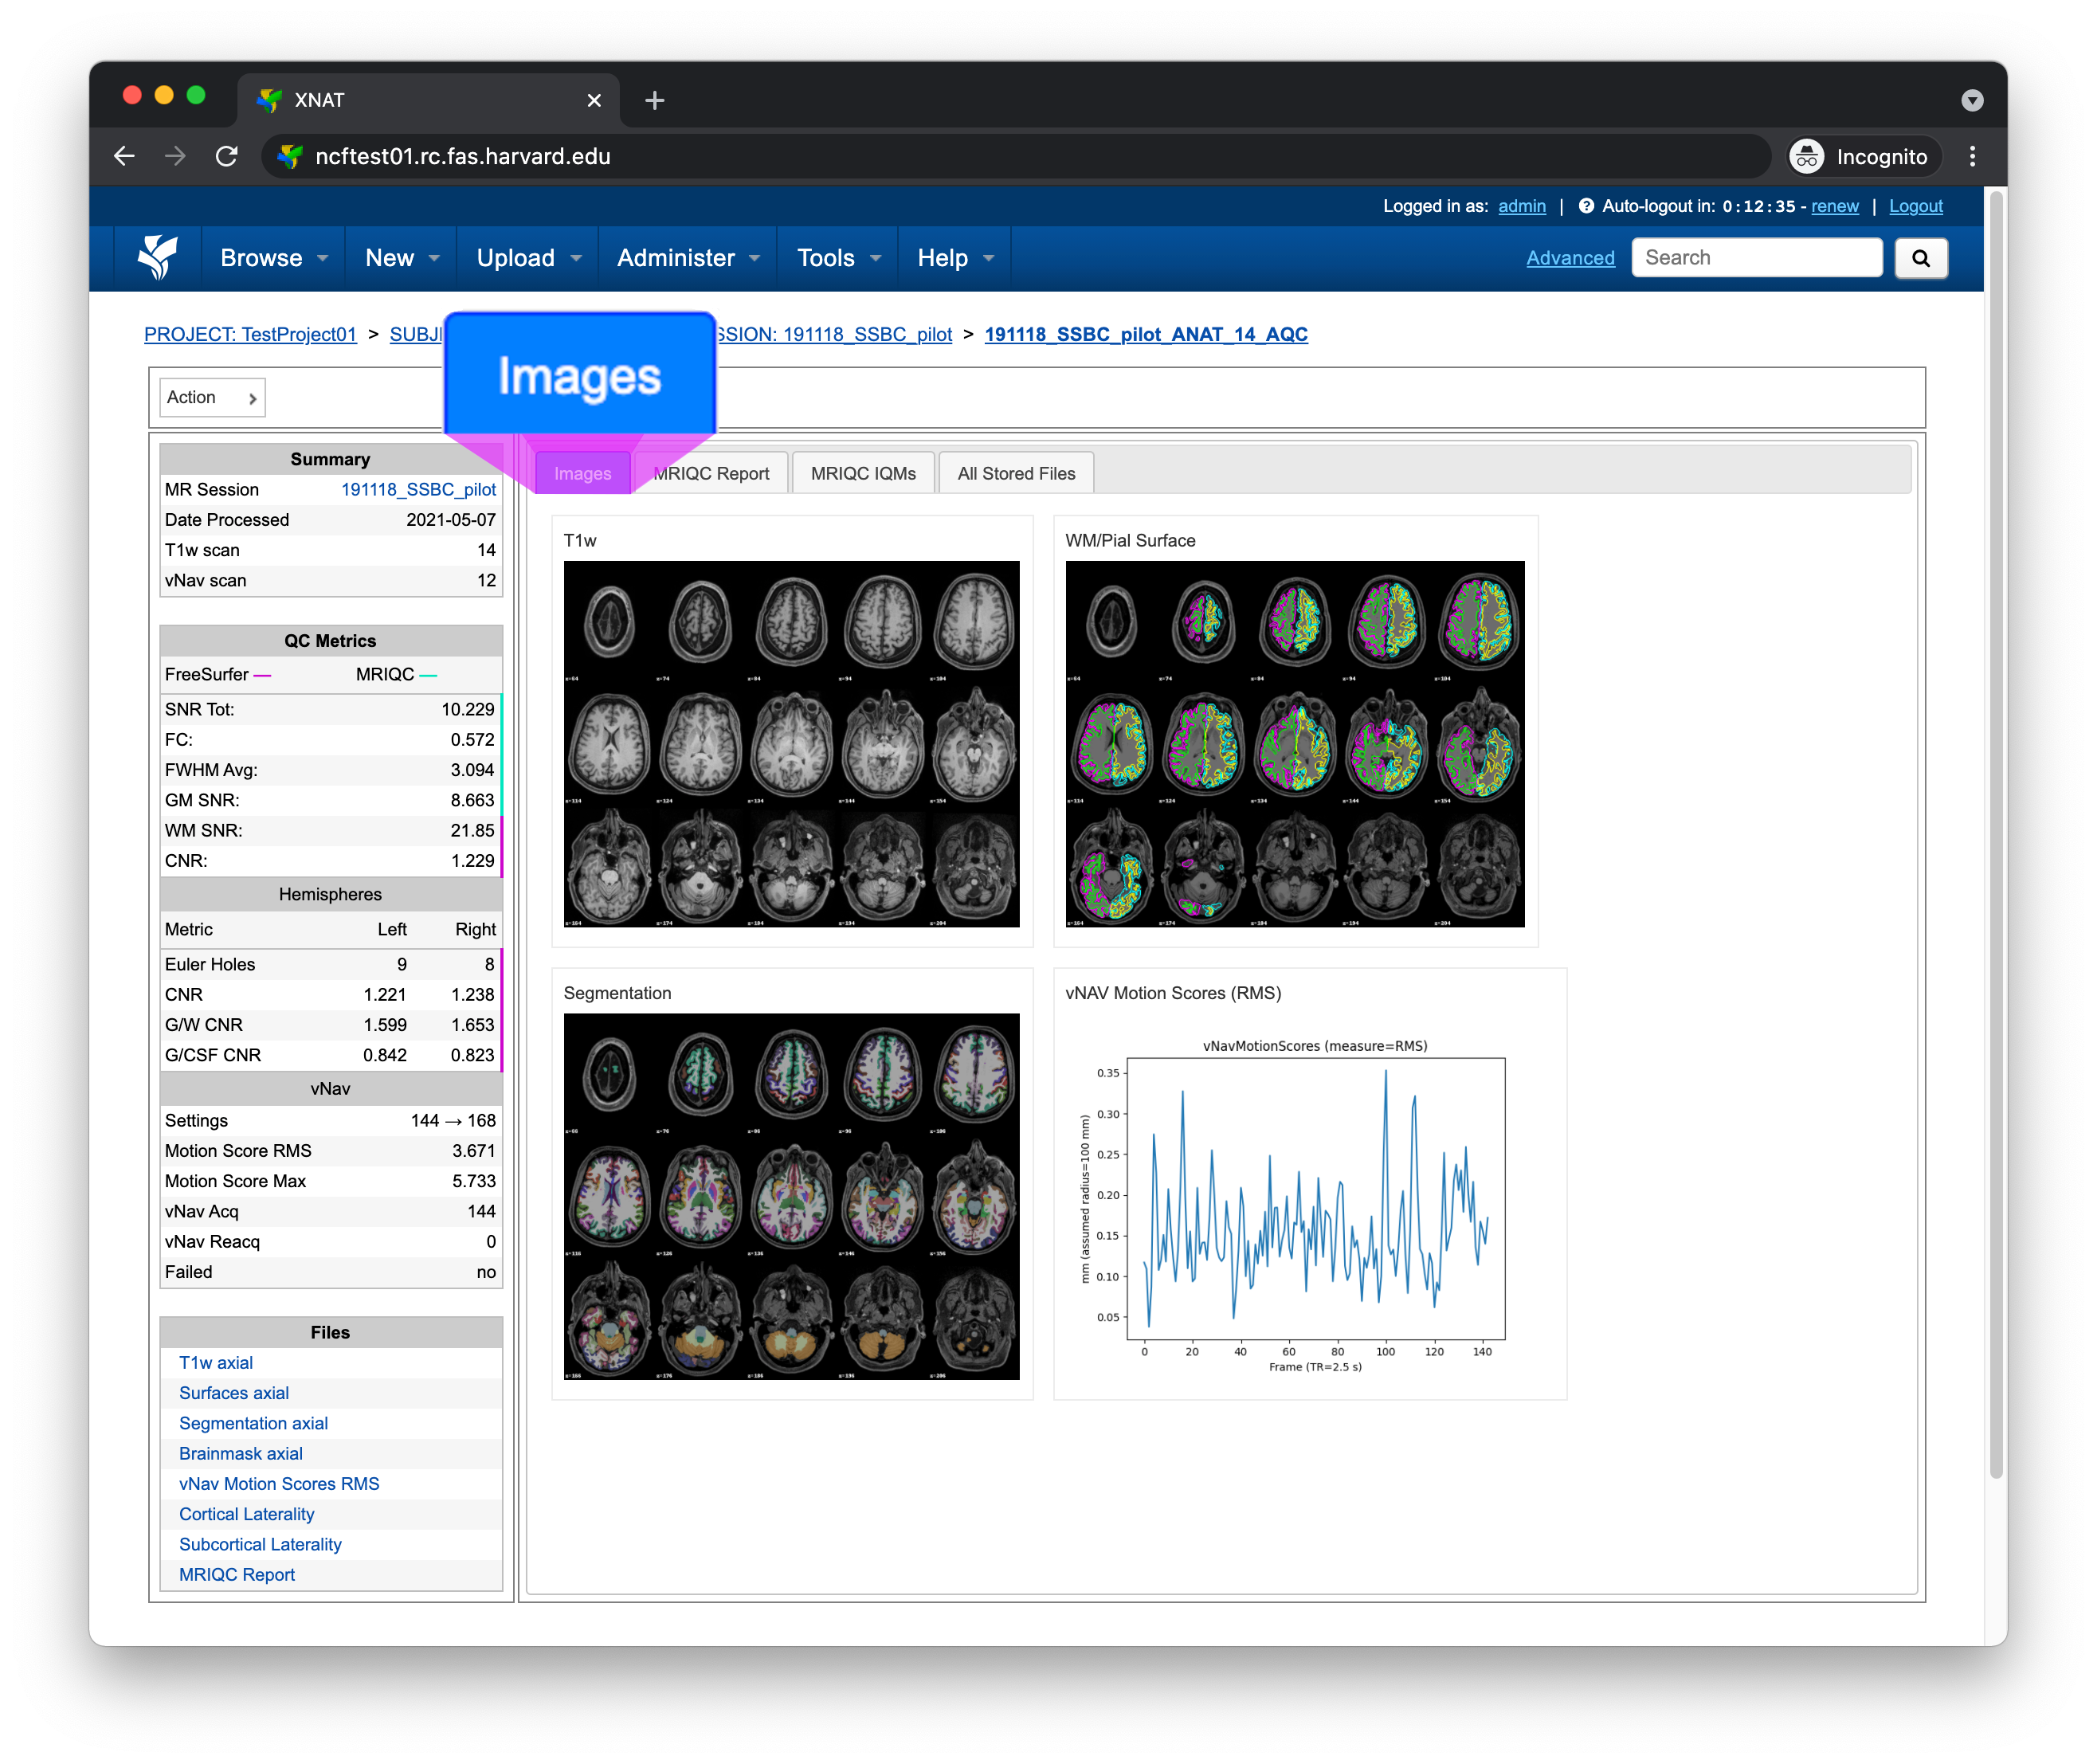 XNAT
ncftest01.rc.fas.harvard.edu
Incognito
Logged in as: admin | Auto-logout in: 0:12:35 - renew | Logout
Browse New Upload Administer Tools Help
Advanced Search
PROJECT: TestProject01 > SUBJ SSION: 191118_SSBC_pilot > 191118_SSBC_pilot_ANAT_14_AQC
Images
Action
Images MRIQC Report MRIQC IQMs All Stored Files
Summary
MR Session 191118_SSBC_pilot
Date Processed 2021-05-07
T1w scan 14
vNav scan 12
QC Metrics
FreeSurfer — MRIQC —
SNR Tot: 10.229
FC: 0.572
FWHM Avg: 3.094
GM SNR: 8.663
WM SNR: 21.85
CNR: 1.229
Hemispheres
Metric Left Right
Euler Holes 9 8
CNR 1.221 1.238
G/W CNR 1.599 1.653
G/CSF CNR 0.842 0.823
vNav
Settings 144 → 168
Motion Score RMS 3.671
Motion Score Max 5.733
vNav Acq 144
vNav Reacq 0
Failed no
Files
T1w axial
Surfaces axial
Segmentation axial
Brainmask axial
vNav Motion Scores RMS
Cortical Laterality
Subcortical Laterality
MRIQC Report
T1w
WM/Pial Surface
Segmentation
vNAV Motion Scores (RMS)
vNavMotionScores (measure=RMS)
mm (assumed radius=100 mm)
0.35
0.30
0.25
0.20
0.15
0.10
0.05
0 20 40 60 80 100 120 140
Frame (TR=2.5 s)